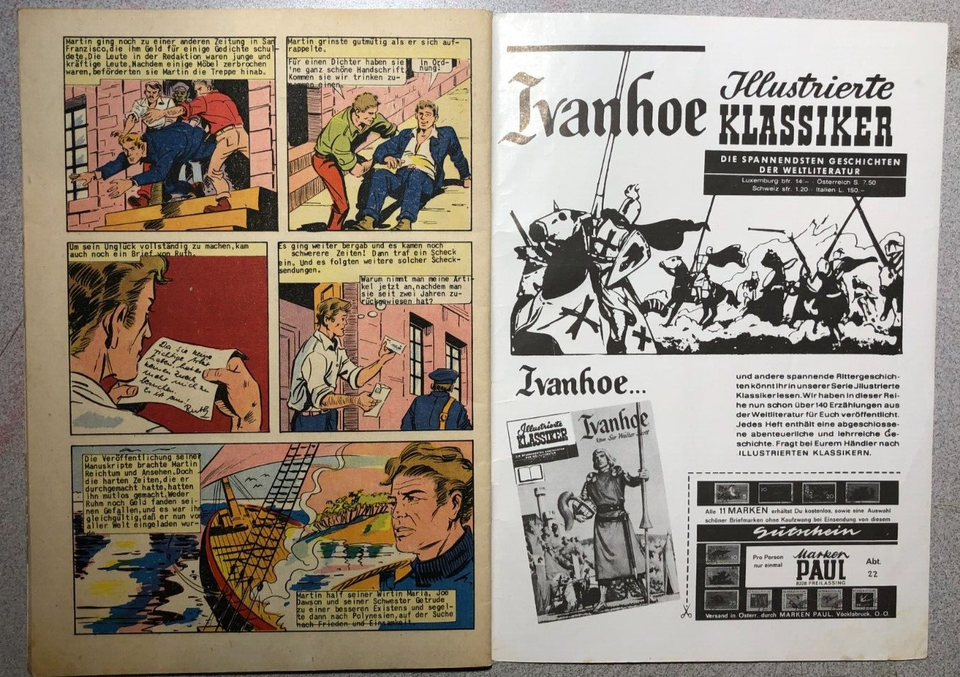 Martin ging noch zu einer anderen Zeitung in San
Franzisco,die ihm Geld für einige Gedichte schul-
dete.Die Leute in der Redaktion waren junge und
kräftige Leute.Nachdem einige Möbel zerbrochen
waren,beförderten sie Martin die Treppe hinab.
Martin grinste gutmütig als er sich auf-
rappelte.
Für einen Dichter haben sie
'ne ganz schöne Handschrift.
Kommen sie wir trinken zu-
sammen einen.
In Ord-
nung!
Um sein Unglück vollständig zu machen,kam
auch noch ein Brief von Ruth.
Ruth
Es ging weiter bergab und es kamen noch
schwerere Zeiten! Dann traf ein Scheck
ein. Und es folgten weitere solcher Scheck-
sendungen.
Warum nimmt man meine Arti-
kel jetzt an,nachdem man
sie seit zwei Jahren zu-
rückgewiesen hat?
Die Veröffentlichung seiner
Manuskripte brachte Martin
Reichtum und Ansehen.Doch
die harten Zeiten,die er
durchgemacht hatte,hatten
ihn mutlos gemacht.Weder
Ruhm noch Geld fanden sei-
nen Gefallen,und es war ihm
gleichgültig,daß er nun von
aller Welt eingeladen wur-
de.
Martin half seiner Wirtin Maria, Joe
Dawson und seiner Schwester Getrude
zu einer besseren Existens und segel-
te dann nach Polynesien,auf der Suche
nach Frieden und Einsamkeit.
Ivanhoe
Illustrierte
KLASSIKER
DIE SPANNENDSTEN GESCHICHTEN
DER WELTLITERATUR
Luxemburg bfr. 14:- Österreich S. 7.50
Schweiz sfr. 1.20 Italien L. 150.-
Ivanhoe...
und andere spannende Rittergeschich-
ten könnt Ihr in unserer Serie Jllustrierte
Klassiker lesen. Wir haben in dieser Rei-
he nun schon über 140 Erzählungen aus
der Weltliteratur für Euch veröffentlicht.
Jedes Heft enthält eine abgeschlosse-
ne abenteuerliche und lehrreiche Ge-
schichte. Fragt bei Eurem Händler nach
JLLUSTRIERTEN KLASSIKERN.
Illustrierte
KLASSIKER
Ivanhoe
von Sir Walter Scott
Alle 11 MARKEN erhältst Du kostenlos, sowie eine Auswahl
schöner Briefmarken ohne Kaufzwang bei Einsendung von diesem
Gutschein
Pro Person
nur einmal
Marken
PAUL
8228 FREILASSING
Abt.
22
Versand in Österr. durch MARKEN PAUL, Vöcklabruck, O.Ö.